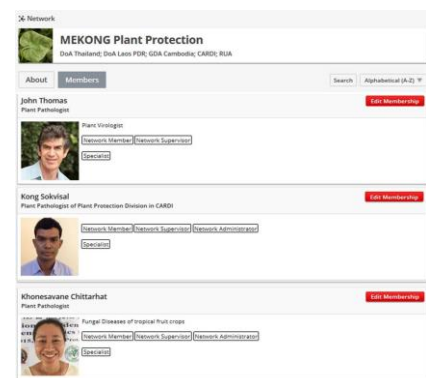 Network
MEKONG Plant Protection
DoA Thailand; DoA Laos PDR; GDA Cambodia; CARDI; RUA
About Members Search Alphabetical (A-Z)
John Thomas Edit Membership
Plant Pathologist
Plant Virologist
Network Member Network Supervisor
Specialist
Kong Sokvisal Edit Membership
Plant Pathologist of Plant Protection Division in CARDI
Network Member Network Supervisor Network Administrator
Specialist
Khonesavane Chittarhat Edit Membership
Plant Pathologist
Fungal Diseases of tropical fruit crops
Network Member Network Supervisor Network Administrator
Specialist